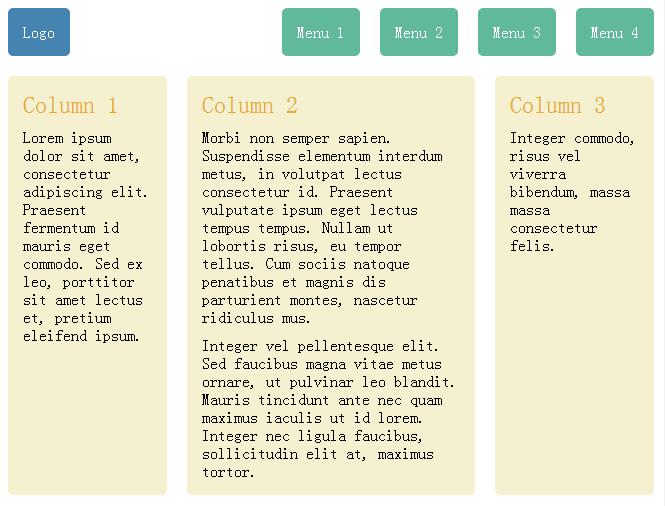 Logo
Menu 1
Menu 2
Menu 3
Menu 4
Column 1
Lorem ipsum
dolor sit amet,
consectetur
adipiscing elit.
Praesent
fermentum id
mauris eget
commodo. Sed ex
leo, porttitor
sit amet lectus
et, pretium
eleifend ipsum.
Column 2
Morbi non semper sapien.
Suspendisse elementum interdum
metus, in volutpat lectus
consectetur id. Praesent
vulputate ipsum eget lectus
tempus tempus. Nullam ut
lobortis risus, eu tempor
tellus. Cum sociis natoque
penatibus et magnis dis
parturient montes, nascetur
ridiculus mus.
Integer vel pellentesque elit.
Sed faucibus magna vitae metus
ornare, ut pulvinar leo blandit.
Mauris tincidunt ante nec quam
maximus iaculis ut id lorem.
Integer nec ligula faucibus,
sollicitudin elit at, maximus
tortor.
Column 3
Integer commodo,
risus vel
viverra
bibendum, massa
massa
consectetur
felis.